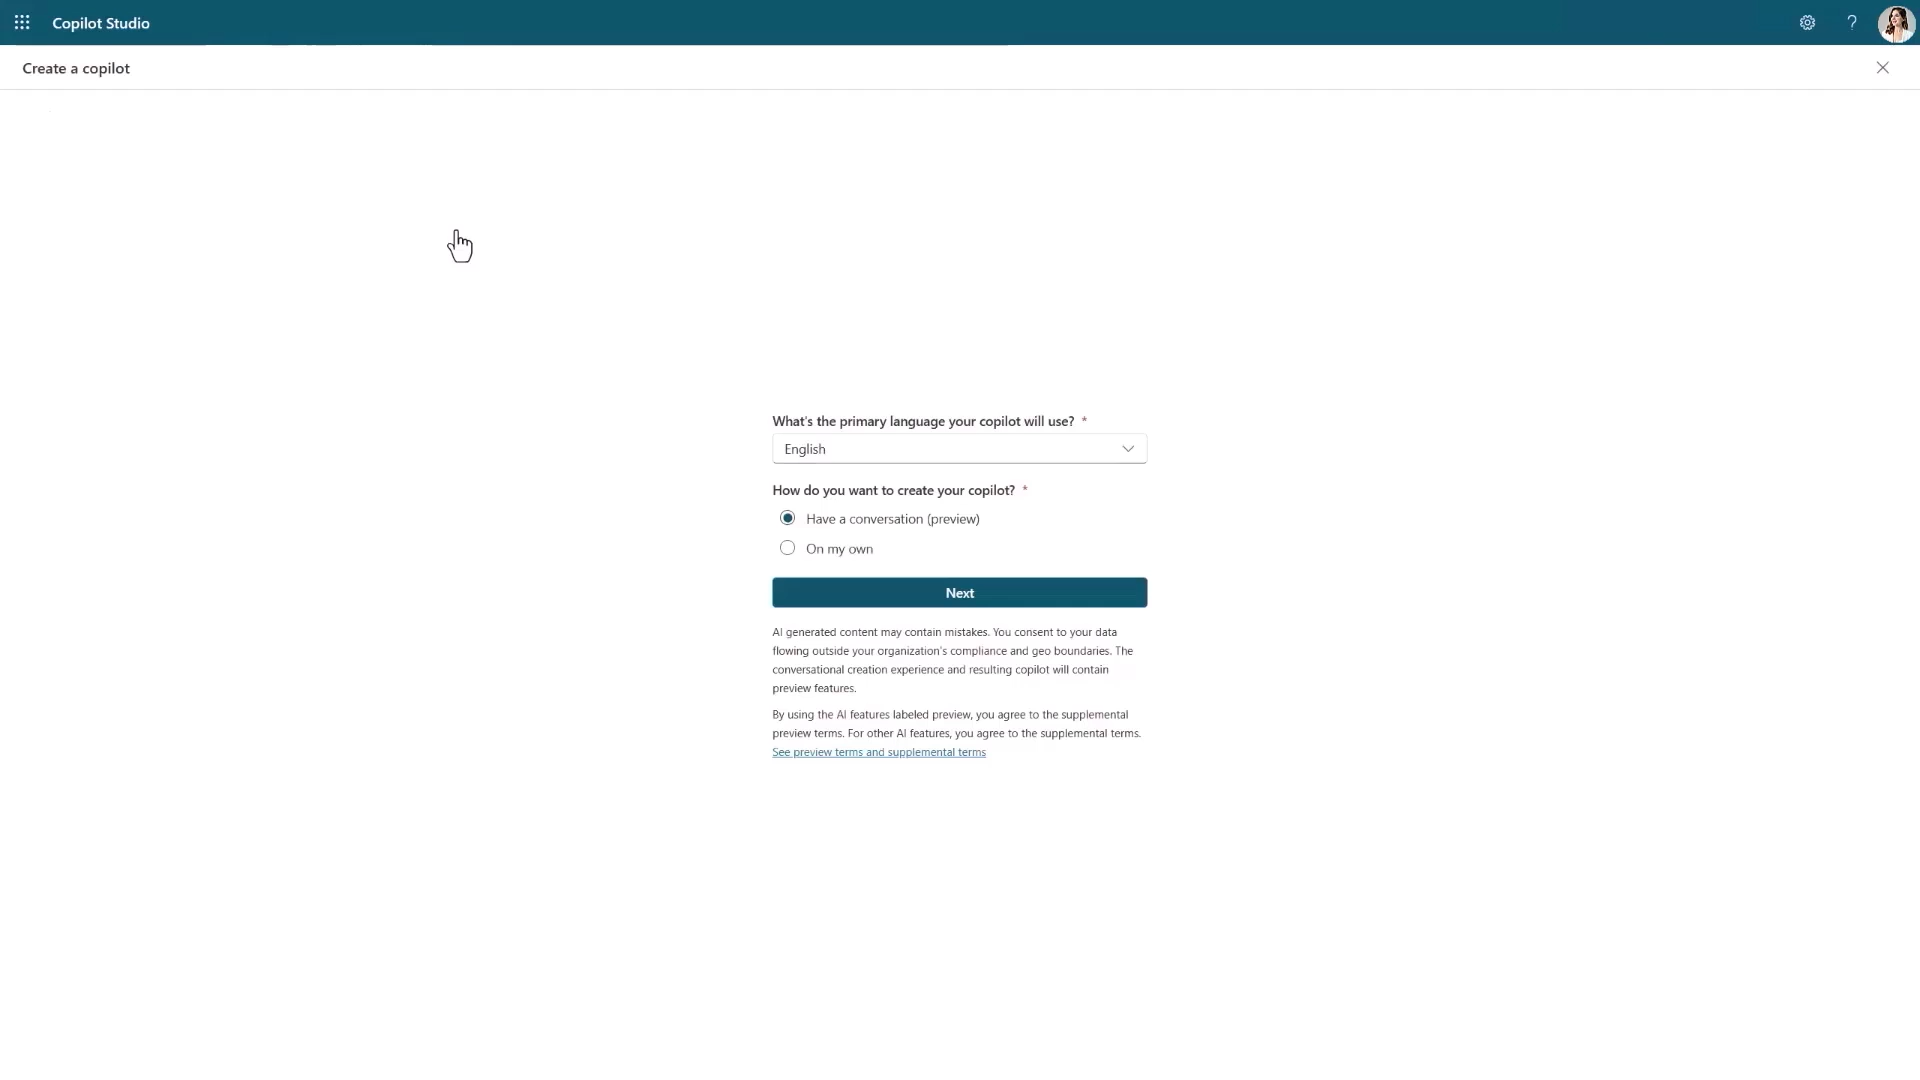 Copilot Studio
?
Create a copilot
What's the primary language your copilot will use? *
English
How do you want to create your copilot? *
Have a conversation (preview)
On my own
Next
AI generated content may contain mistakes. You consent to your data
flowing outside your organization's compliance and geo boundaries. The
conversational creation experience and resulting copilot will contain
preview features.
By using the AI features labeled preview, you agree to the supplemental
preview terms. For other AI features, you agree to the supplemental terms.
See preview terms and supplemental terms